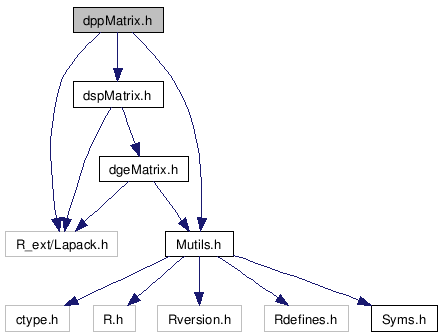 dppMatrix.h
dspMatrix.h
dgeMatrix.h
R_ext/Lapack.h
Mutils.h
ctype.h
R.h
Rversion.h
Rdefines.h
Syms.h